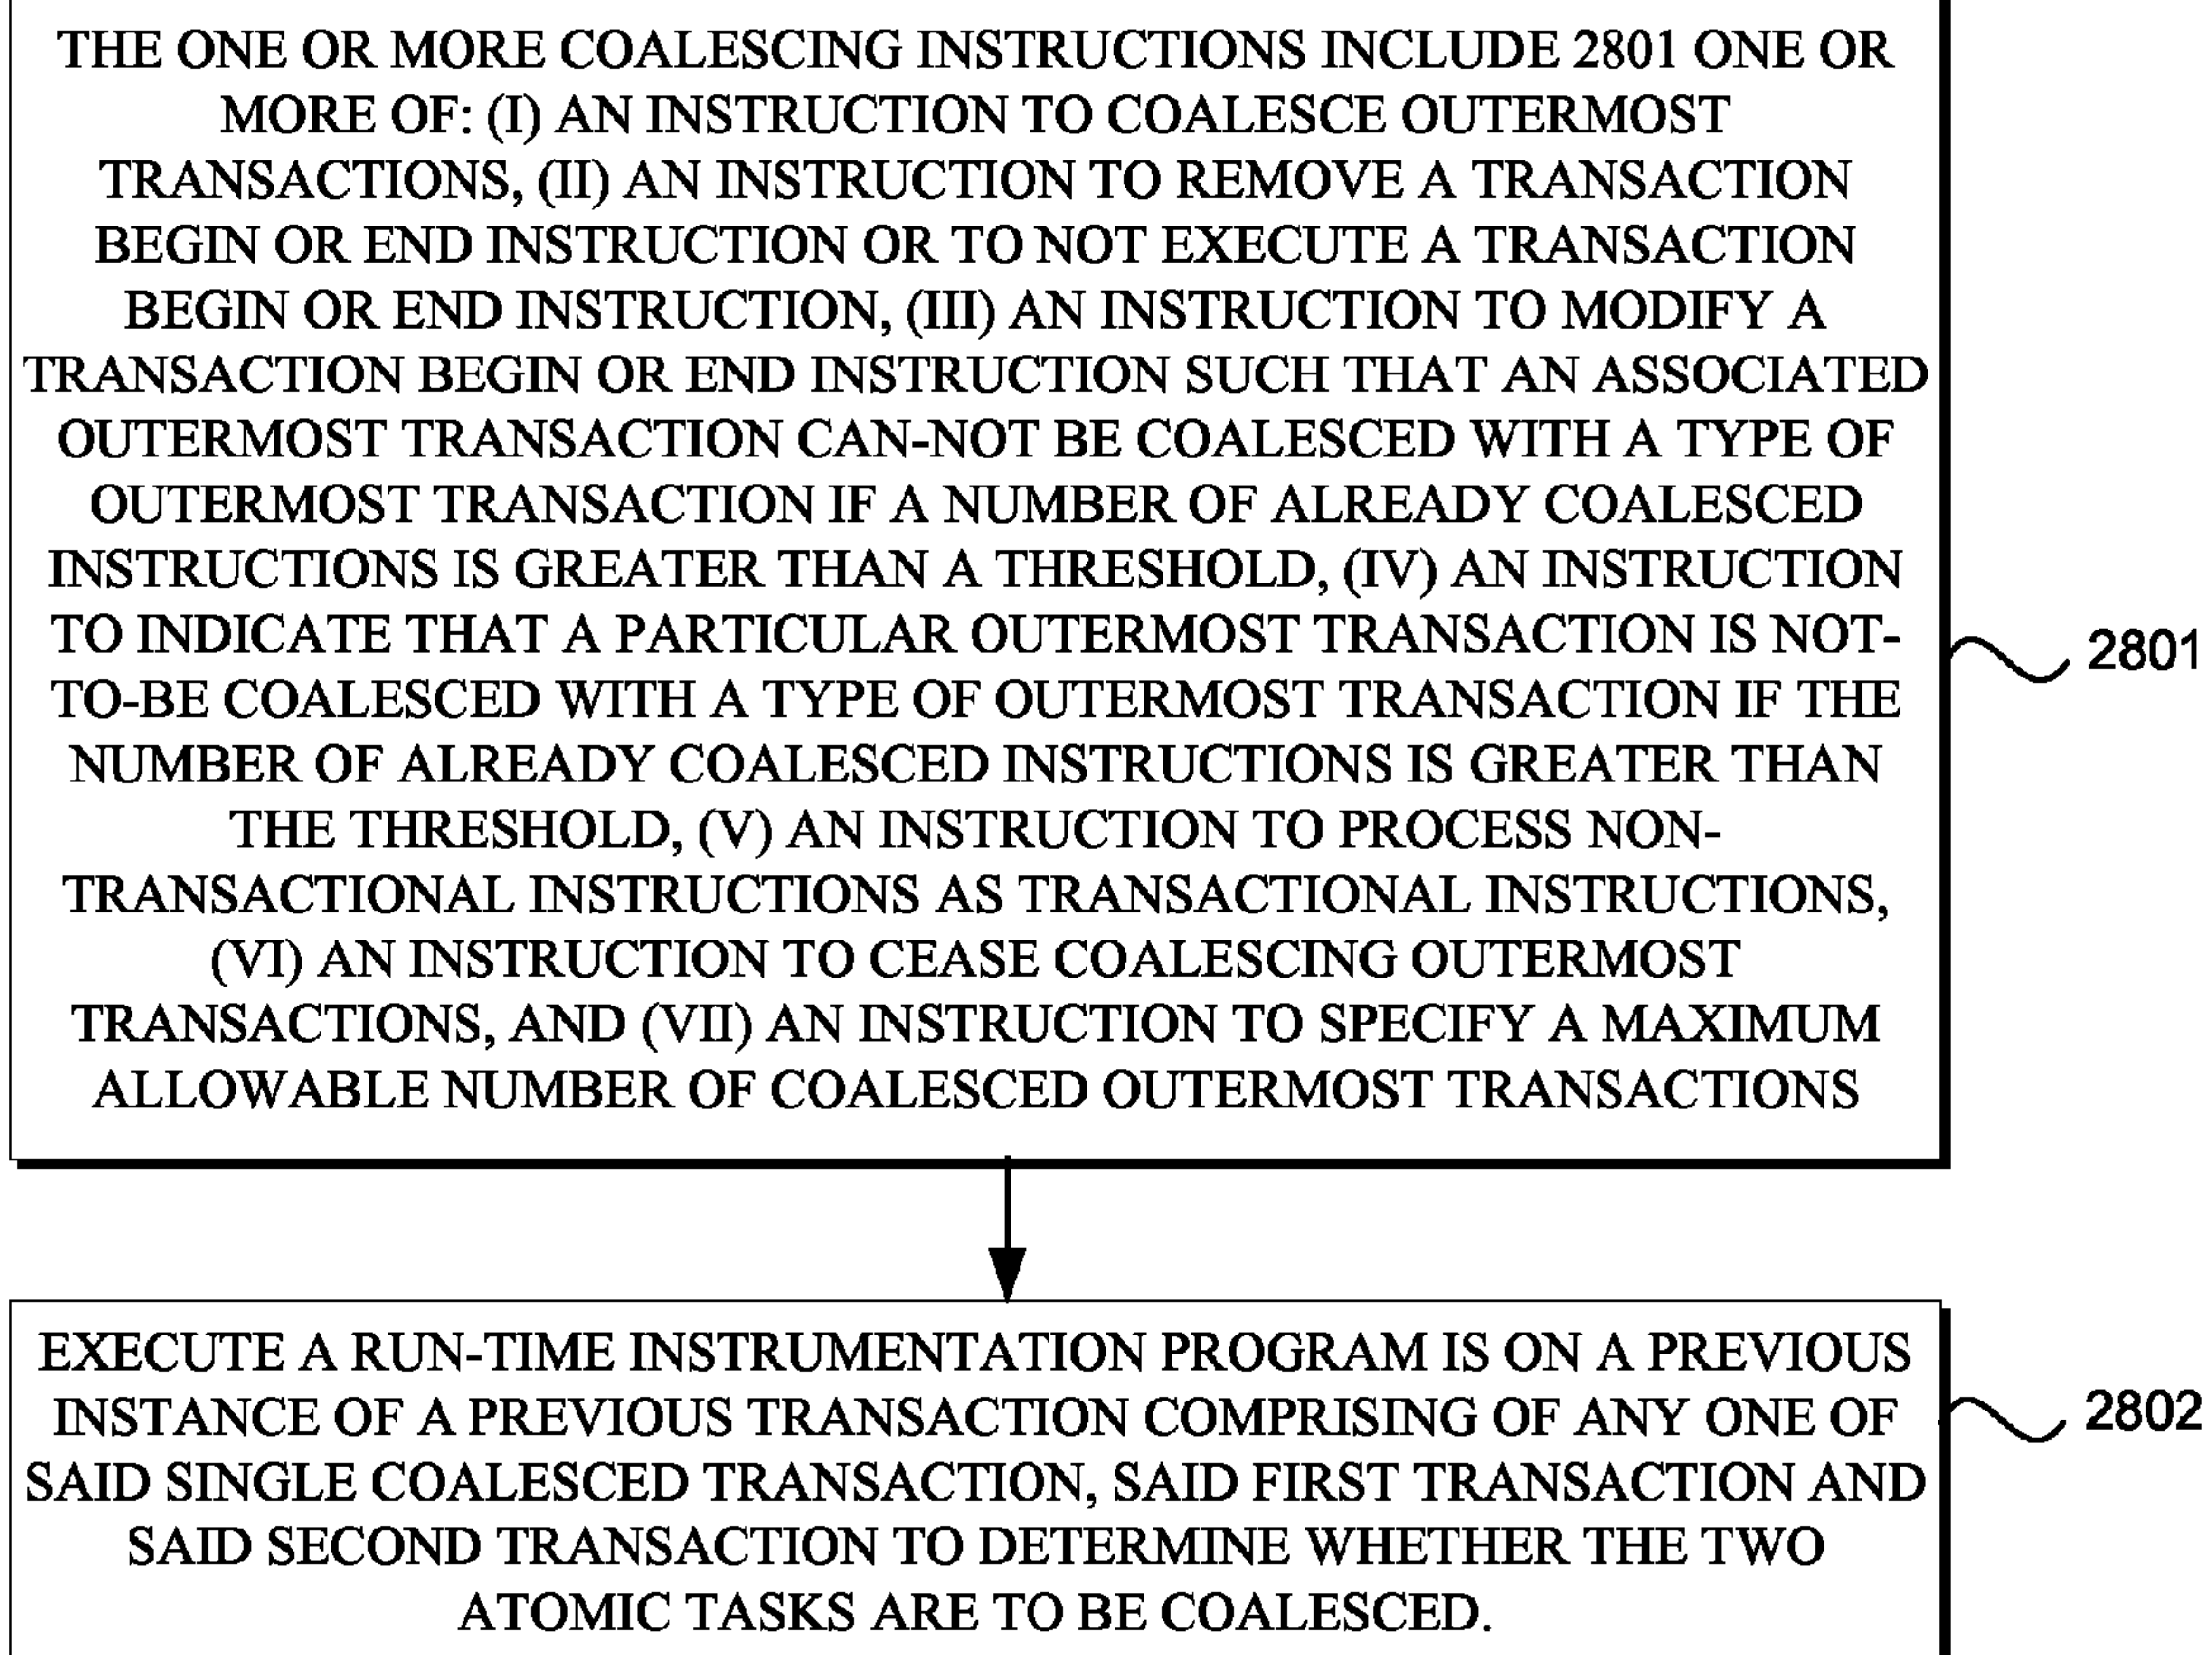 THE ONE OR MORE COALESCING INSTRUCTIONS INCLUDE 2801 ONE OR
MORE OF: (I) AN INSTRUCTION TO COALESCE OUTERMOST
TRANSACTIONS, (II) AN INSTRUCTION TO REMOVE A TRANSACTION
BEGIN OR END INSTRUCTION OR TO NOT EXECUTE A TRANSACTION
BEGIN OR END INSTRUCTION, (III) AN INSTRUCTION TO MODIFY A
TRANSACTION BEGIN OR END INSTRUCTION SUCH THAT AN ASSOCIATED
OUTERMOST TRANSACTION CAN-NOT BE COALESCED WITH A TYPE OF
OUTERMOST TRANSACTION IF A NUMBER OF ALREADY COALESCED
INSTRUCTIONS IS GREATER THAN A THRESHOLD, (IV) AN INSTRUCTION
TO INDICATE THAT A PARTICULAR OUTERMOST TRANSACTION IS NOT-
TO-BE COALESCED WITH A TYPE OF OUTERMOST TRANSACTION IF THE
NUMBER OF ALREADY COALESCED INSTRUCTIONS IS GREATER THAN
THE THRESHOLD, (V) AN INSTRUCTION TO PROCESS NON-
TRANSACTIONAL INSTRUCTIONS AS TRANSACTIONAL INSTRUCTIONS,
(VI) AN INSTRUCTION TO CEASE COALESCING OUTERMOST
TRANSACTIONS, AND (VII) AN INSTRUCTION TO SPECIFY A MAXIMUM
ALLOWABLE NUMBER OF COALESCED OUTERMOST TRANSACTIONS
2801
EXECUTE A RUN-TIME INSTRUMENTATION PROGRAM IS ON A PREVIOUS
INSTANCE OF A PREVIOUS TRANSACTION COMPRISING OF ANY ONE OF
SAID SINGLE COALESCED TRANSACTION, SAID FIRST TRANSACTION AND
SAID SECOND TRANSACTION TO DETERMINE WHETHER THE TWO
ATOMIC TASKS ARE TO BE COALESCED.
2802